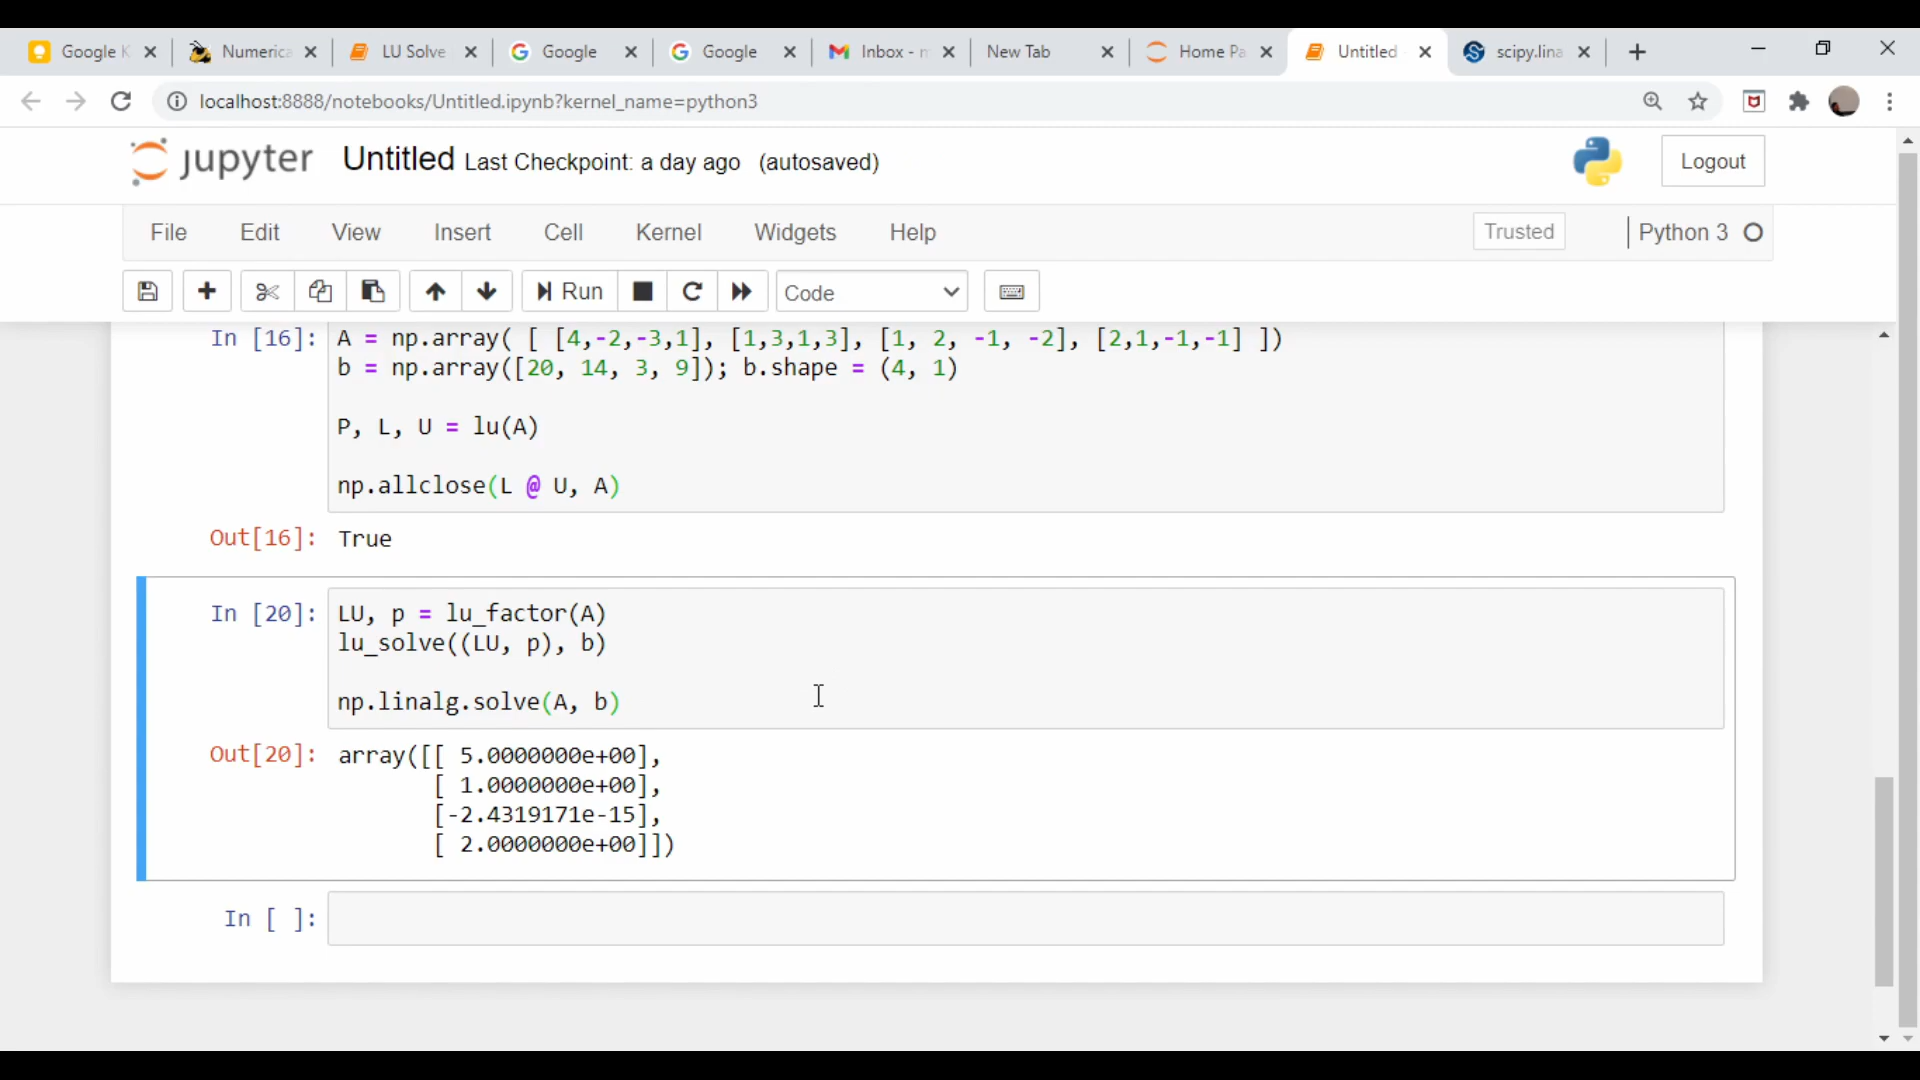 Google K
Numerica
LU Solve
Google
Google
Inbox - m
New Tab
Home Pa
Untitled
scipy.lina
localhost:8888/notebooks/Untitled.ipynb?kernel_name=python3
jupyter
Untitled Last Checkpoint: a day ago (autosaved)
Logout
File Edit View Insert Cell Kernel Widgets Help
Trusted
Python 3
Run
Code
In [16]: A = np.array( [ [4,-2,-3,1], [1,3,1,3], [1, 2, -1, -2], [2,1,-1,-1] ])
b = np.array([20, 14, 3, 9]); b.shape = (4, 1)
P, L, U = lu(A)
np.allclose(L @ U, A)
Out[16]: True
In [20]: LU, p = lu_factor(A)
lu_solve((LU, p), b)
np.linalg.solve(A, b)
Out[20]: array([[ 5.0000000e+00],
[ 1.0000000e+00],
[-2.4319171e-15],
[ 2.0000000e+00]])
In [ ]: